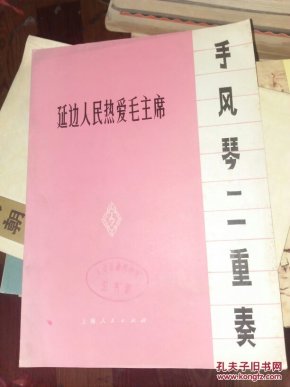 延边人民热爱毛主席
手风琴二重奏
上海人民出版社
朝
孔夫子旧书网